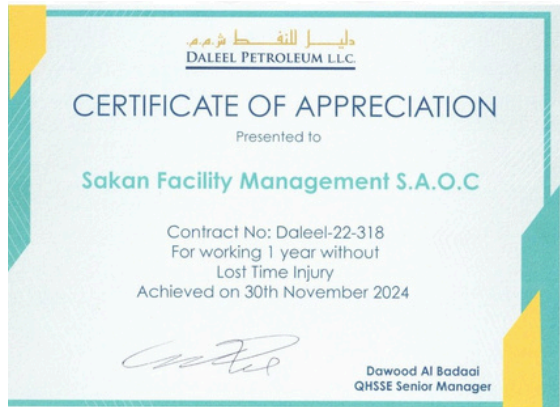 دليل للنفط ش.م.م.
DALEEL PETROLEUM L.L.C.
CERTIFICATE OF APPRECIATION
Presented to
Sakan Facility Management S.A.O.C
Contract No: Daleel-22-318
For working 1 year without
Lost Time Injury
Achieved on 30th November 2024
Dawood Al Badaai
QHSSE Senior Manager